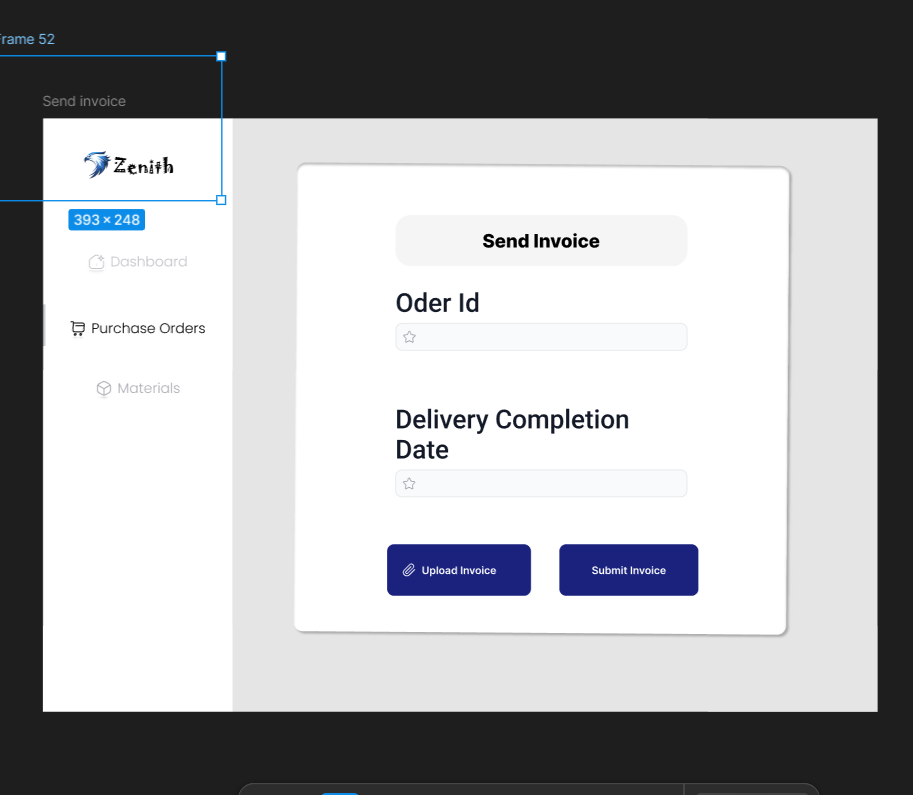 Frame 52
Send invoice
Zenith
393 × 248
Dashboard
Purchase Orders
Materials
Send Invoice
Oder Id
Delivery Completion
Date
Upload Invoice
Submit Invoice